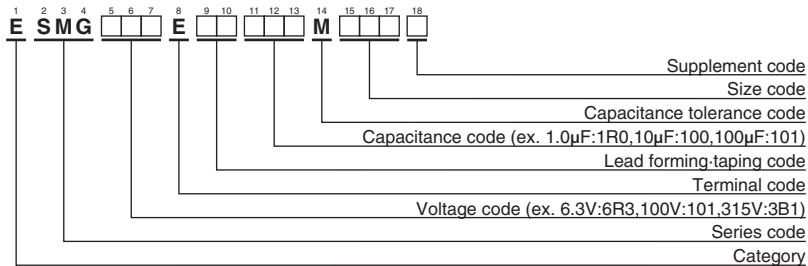 1 2 3 4 5 6 7 8 9 10 11 12 13 14 15 16 17 18
E SMG E M
Supplement code
Size code
Capacitance tolerance code
Capacitance code (ex. 1.0μF:1R0,10μF:100,100μF:101)
Lead forming·taping code
Terminal code
Voltage code (ex. 6.3V:6R3,100V:101,315V:3B1)
Series code
Category